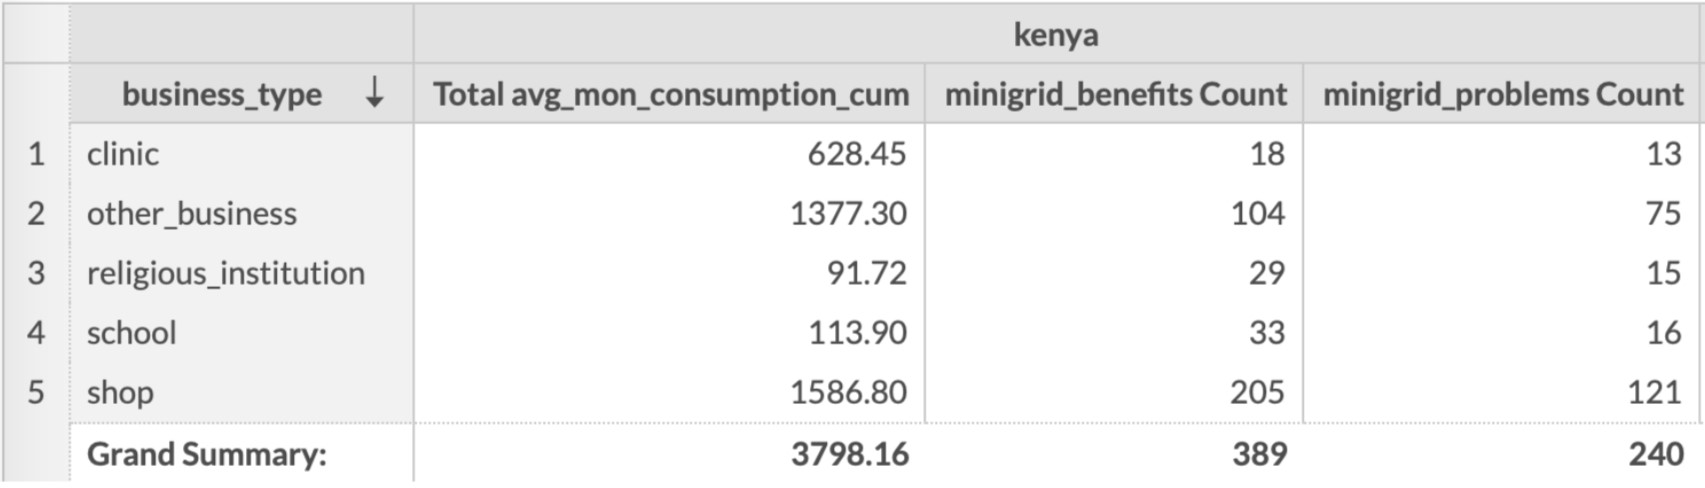 kenya
business_type ↓ Total avg_mon_consumption_cum minigrid_benefits Count minigrid_problems Count
1 clinic 628.45 18 13
2 other_business 1377.30 104 75
3 religious_institution 91.72 29 15
4 school 113.90 33 16
5 shop 1586.80 205 121
Grand Summary: 3798.16 389 240